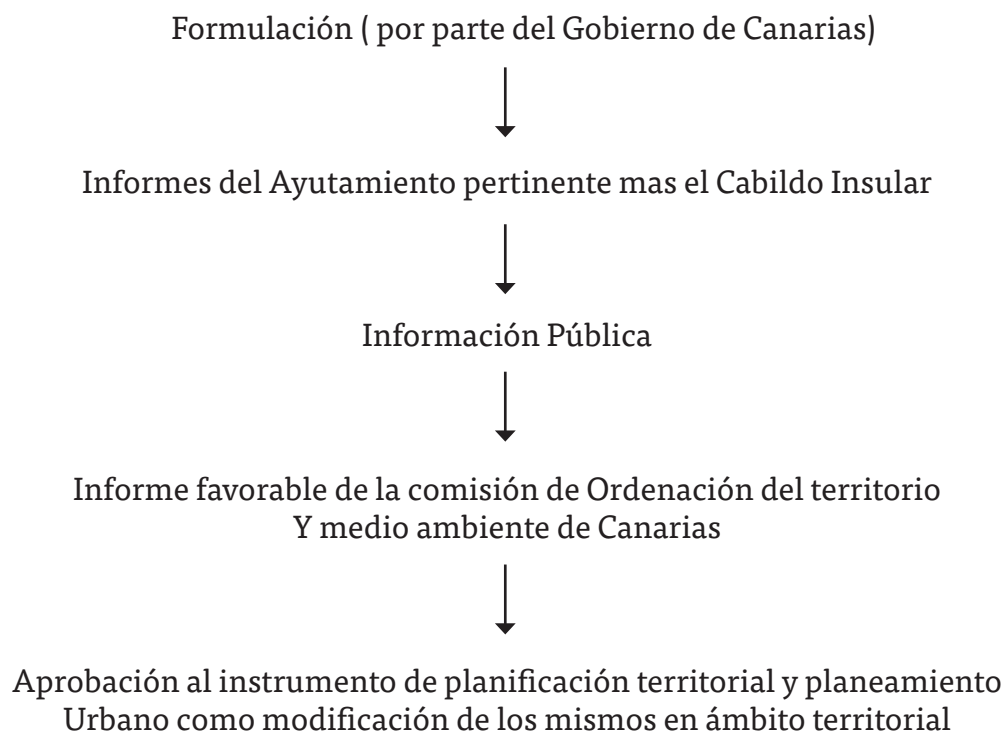 Formulación ( por parte del Gobierno de Canarias)
Informes del Ayutamiento pertinente mas el Cabildo Insular
Información Pública
Informe favorable de la comisión de Ordenación del territorio
Y medio ambiente de Canarias
Aprobación al instrumento de planificación territorial y planeamiento
Urbano como modificación de los mismos en ámbito territorial